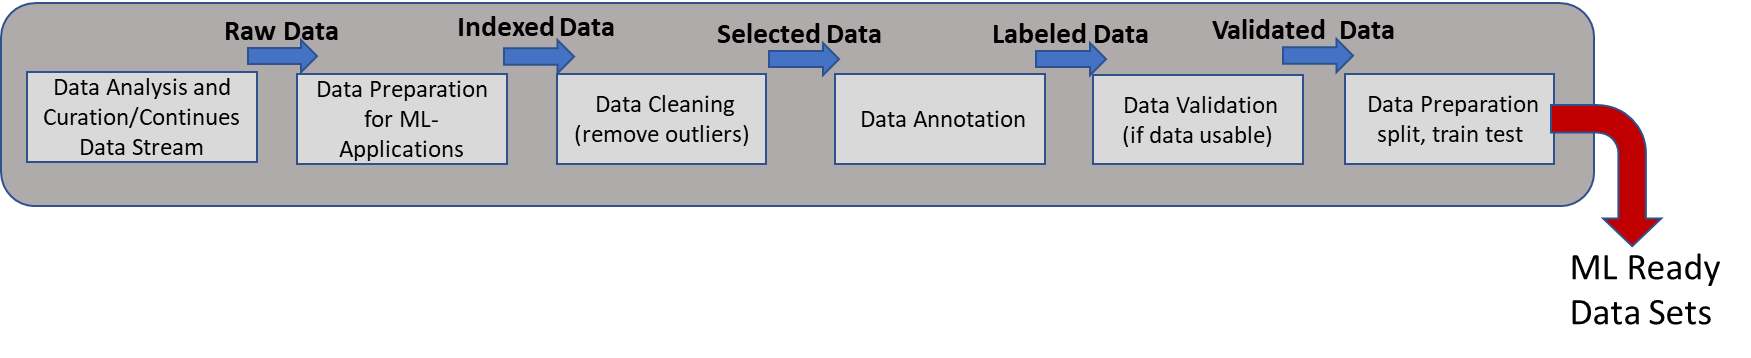 Raw Data
Indexed Data
Selected Data
Labeled Data
Validated Data
Data Analysis and
Curation/Continues
Data Stream
Data Preparation
for ML-
Applications
Data Cleaning
(remove outliers)
Data Annotation
Data Validation
(if data usable)
Data Preparation
split, train test
ML Ready
Data Sets